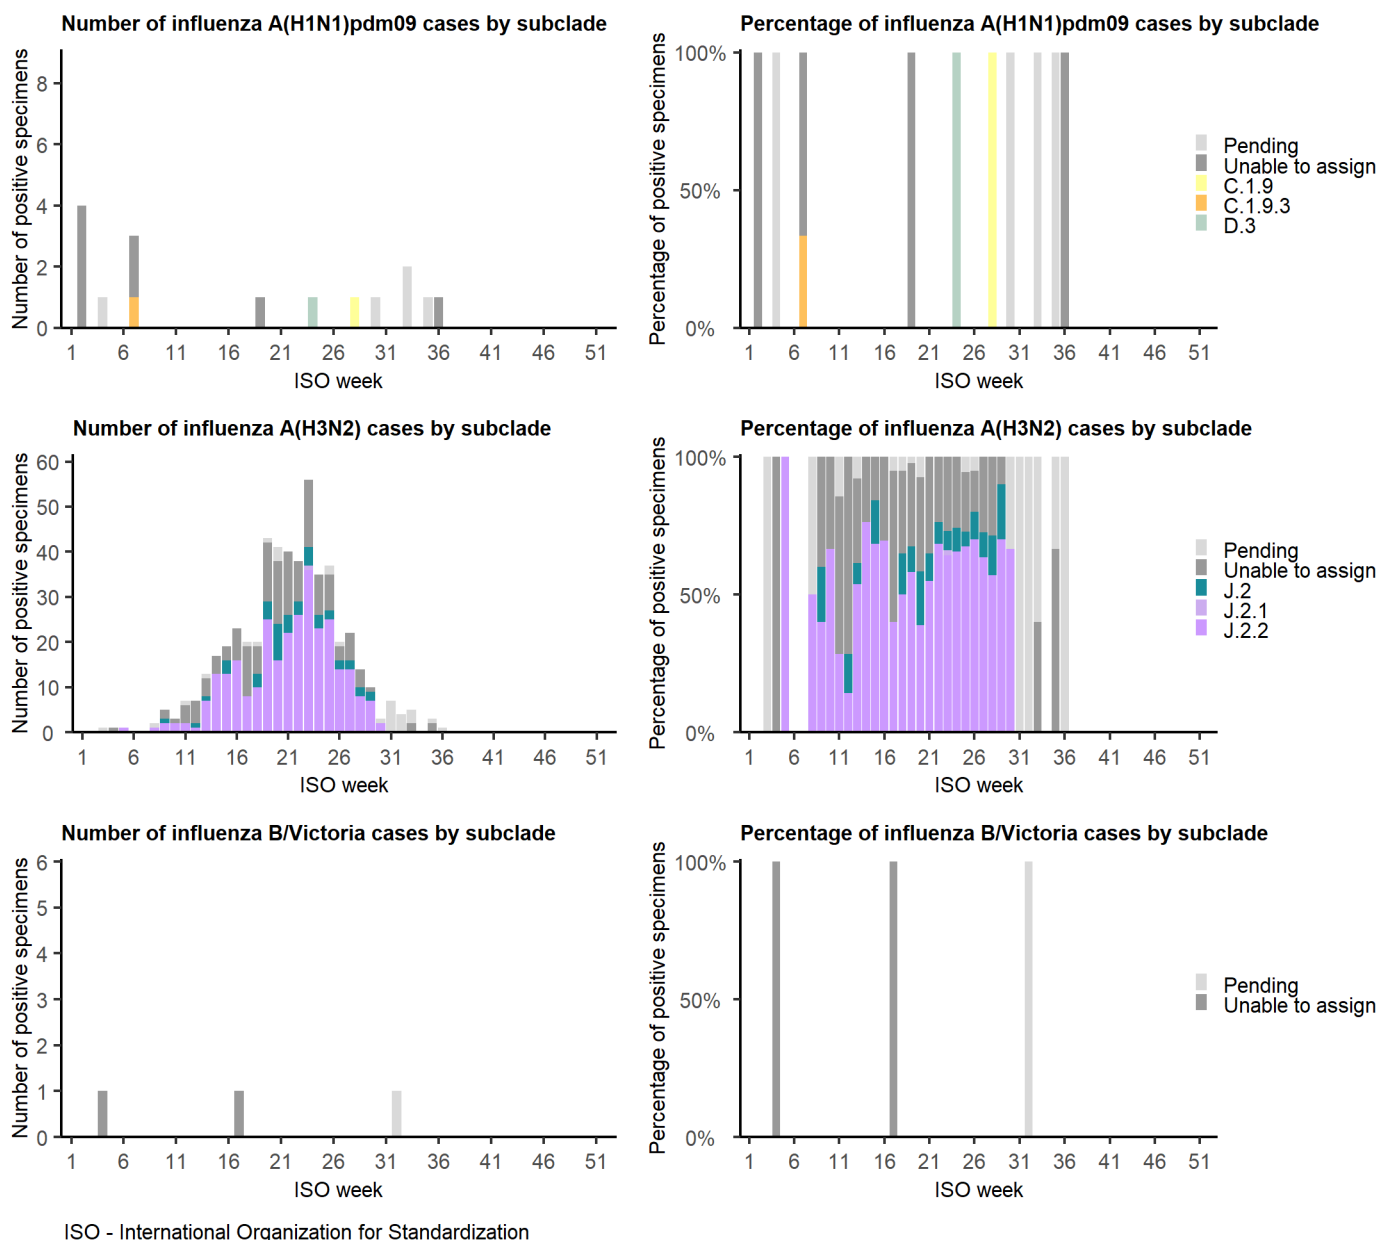 Number of influenza A(H1N1)pdm09 cases by subclade
Number of positive specimens
8
6
4
2
0
1 6 11 16 21 26 31 36 41 46 51
ISO week
Percentage of influenza A(H1N1)pdm09 cases by subclade
Percentage of positive specimens
100%
50%
0%
1 6 11 16 21 26 31 36 41 46 51
ISO week
Pending
Unable to assign
C.1.9
C.1.9.3
D.3
Number of influenza A(H3N2) cases by subclade
Number of positive specimens
60
50
40
30
20
10
0
1 6 11 16 21 26 31 36 41 46 51
ISO week
Percentage of influenza A(H3N2) cases by subclade
Percentage of positive specimens
100%
50%
0%
1 6 11 16 21 26 31 36 41 46 51
ISO week
Pending
Unable to assign
J.2
J.2.1
J.2.2
Number of influenza B/Victoria cases by subclade
Number of positive specimens
6
5
4
3
2
1
0
1 6 11 16 21 26 31 36 41 46 51
ISO week
Percentage of influenza B/Victoria cases by subclade
Percentage of positive specimens
100%
50%
0%
1 6 11 16 21 26 31 36 41 46 51
ISO week
Pending
Unable to assign
ISO - International Organization for Standardization